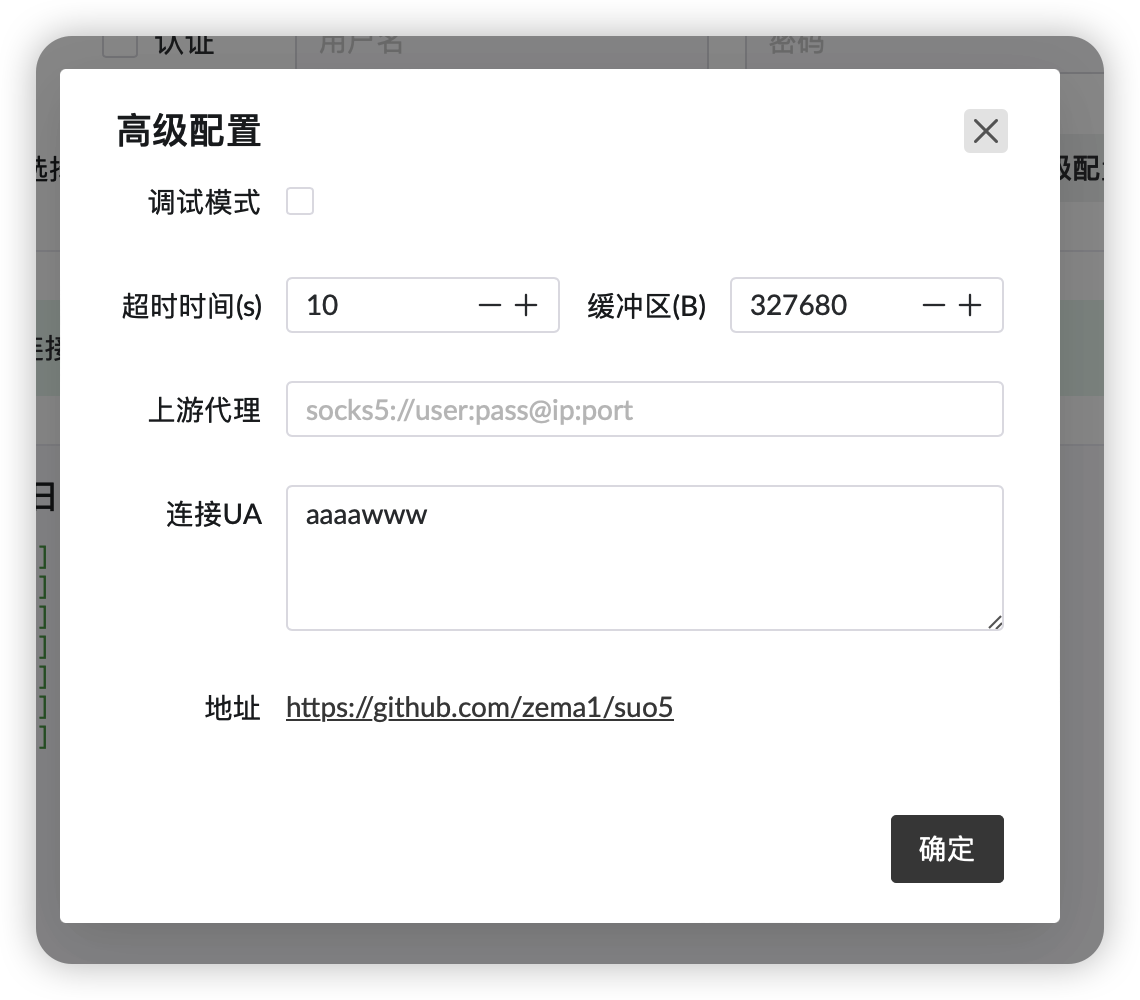 认证 用户名 密码
高级配置
调试模式
超时时间(s) 10 缓冲区(B) 327680
上游代理 socks5://user:pass@ip:port
连接UA aaaawww
地址 https://github.com/zema1/suo5
确定